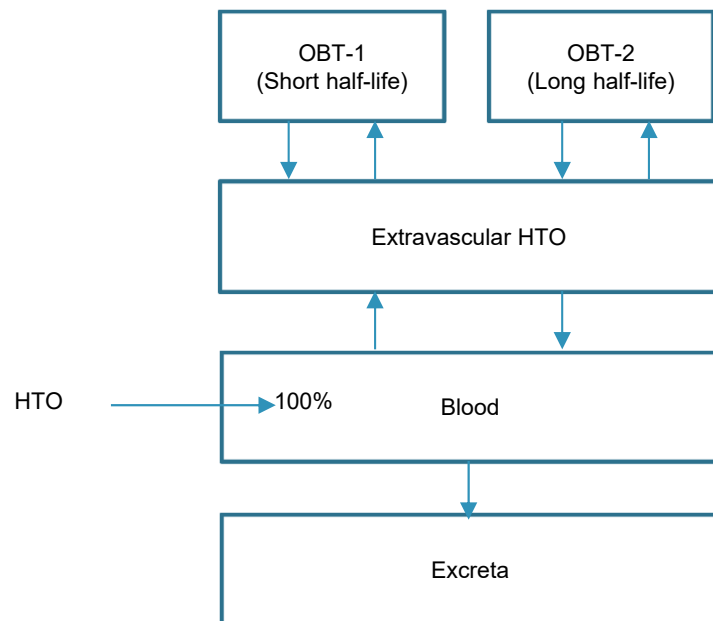 OBT-1
(Short half-life)
OBT-2
(Long half-life)
Extravascular HTO
HTO
100%
Blood
Excreta